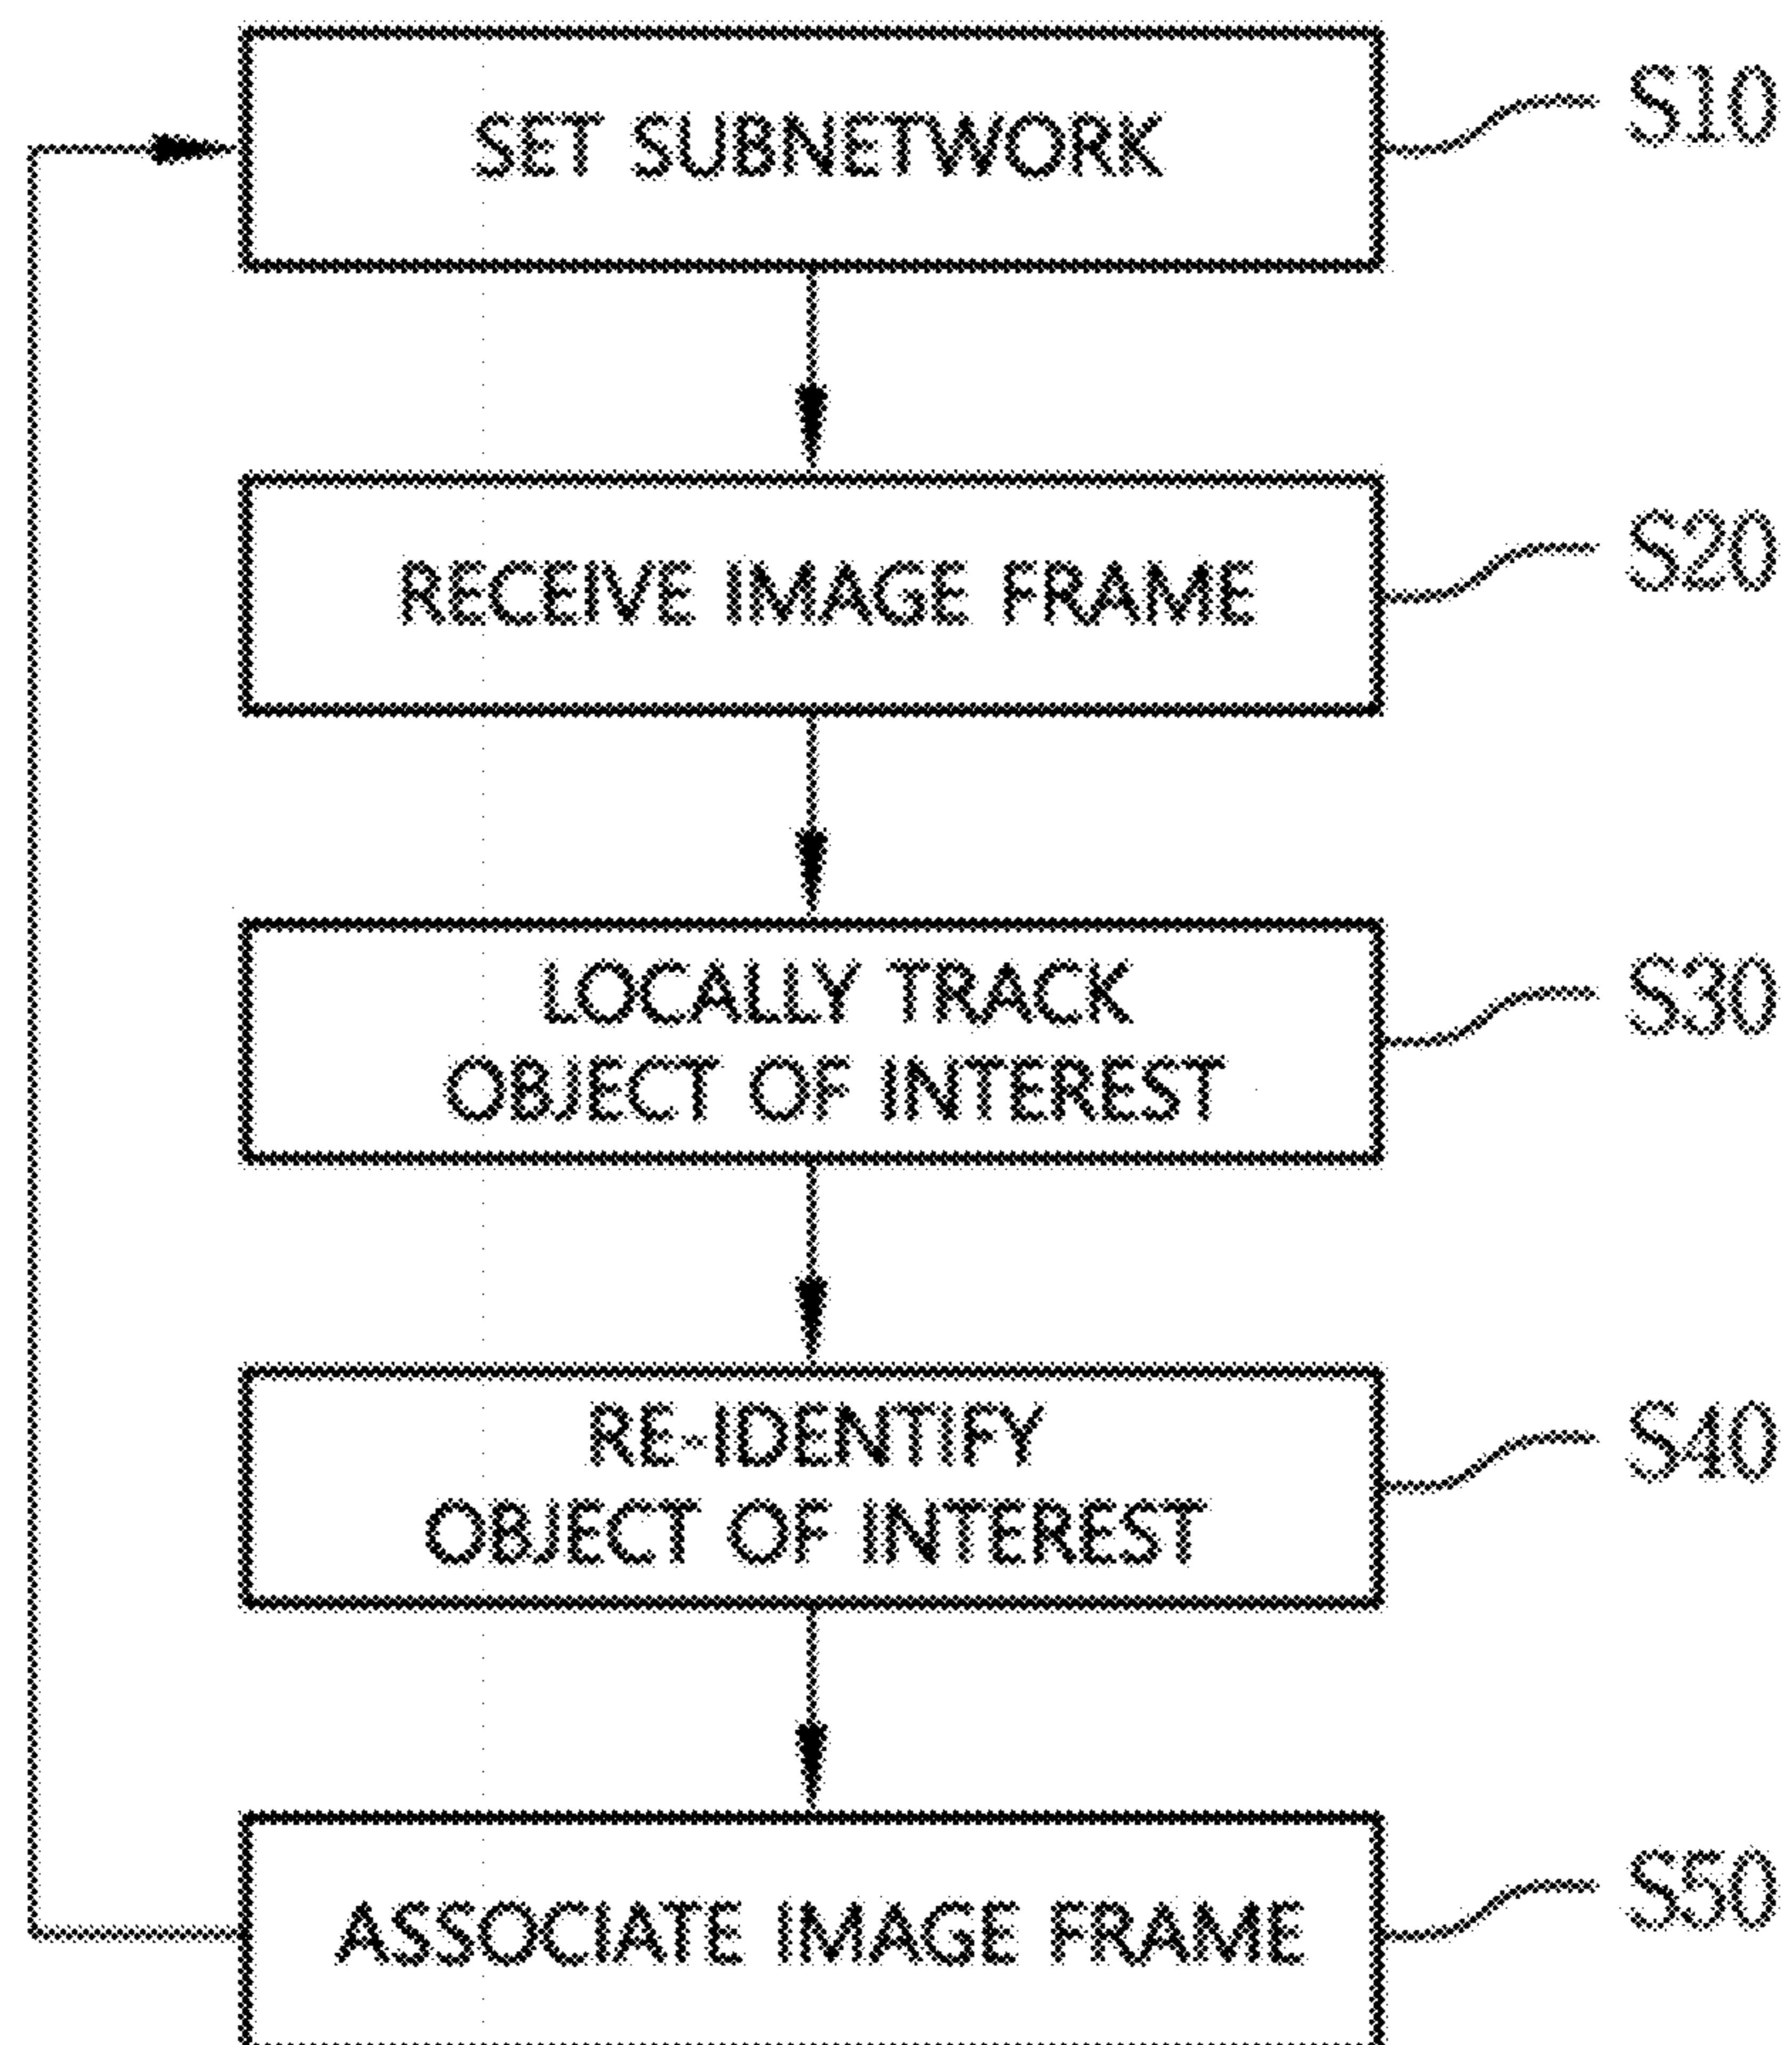 SET SUBNETWORK
S10
RECEIVE IMAGE FRAME
S20
LOCALLY TRACK
OBJECT OF INTEREST
S30
RE-IDENTIFY
OBJECT OF INTEREST
S40
ASSOCIATE IMAGE FRAME
S50